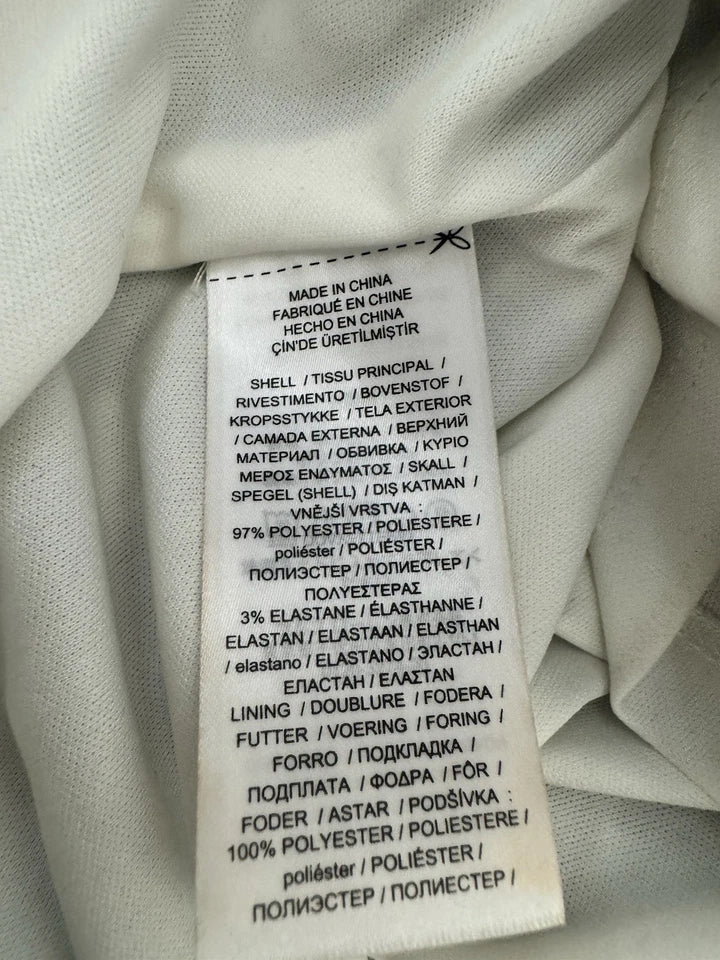 MADE IN CHINA
FABRIQUÉ EN CHINE
HECHO EN CHINA
ÇİN'DE ÜRETİLMİŞTİR
SHELL / TISSU PRINCIPAL /
RIVESTIMENTO / BOVENSTOF /
KROPSSTYKKE / TELA EXTERIOR
/ CAMADA EXTERNA / ВЕРХНИЙ
МАТЕРИАЛ / ОБВИВКА / ΚΥΡΙΟ
ΜΕΡΟΣ ΕΝΔΥΜΑΤΟΣ / SKALL /
SPEGEL (SHELL) / DIŞ KATMAN /
VNĚJŠÍ VRSTVA :
97% POLYESTER / POLIESTERE /
poliéster / POLIÉSTER /
ПОЛИЭСТЕР / ПОЛИЕСТЕР /
ΠΟΛΥΕΣΤΕΡΑΣ
3% ELASTANE / ÉLASTHANNE /
ELASTAN / ELASTAAN / ELASTHAN
/ elastano / ELASTANO / ЭЛАСТАН /
ЕЛАСТАН / ΕΛΑΣΤΑΝ
LINING / DOUBLURE / FODERA /
FUTTER / VOERING / FORING /
FORRO / ПОДКЛАДКА /
ПОДПЛАТА / ΦΟΔΡΑ / FÔR /
FODER / ASTAR / PODŠÍVKA :
100% POLYESTER / POLIESTERE /
poliéster / POLIÉSTER /
ПОЛИЭСТЕР / ПОЛИЕСТЕР /